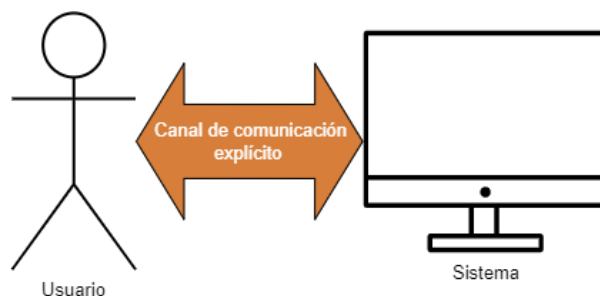 Canal de comunicación
explícito
Usuario
Sistema